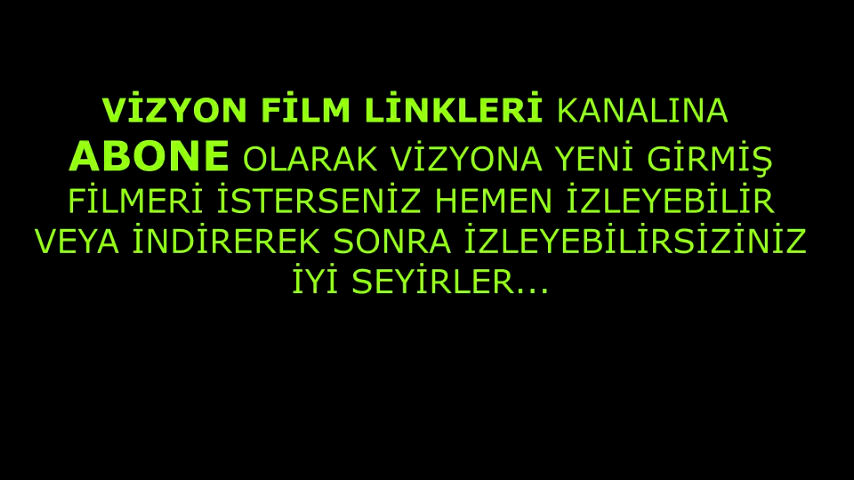 VİZYON FİLM LİNKLERİ KANALINA
ABONE OLARAK VİZYONA YENİ GİRMİŞ
FİLMERİ İSTERSENİZ HEMEN İZLEYEBİLİR
VEYA İNDİREREK SONRA İZLEYEBİLİRSİZİNİZ
İYİ SEYİRLER...